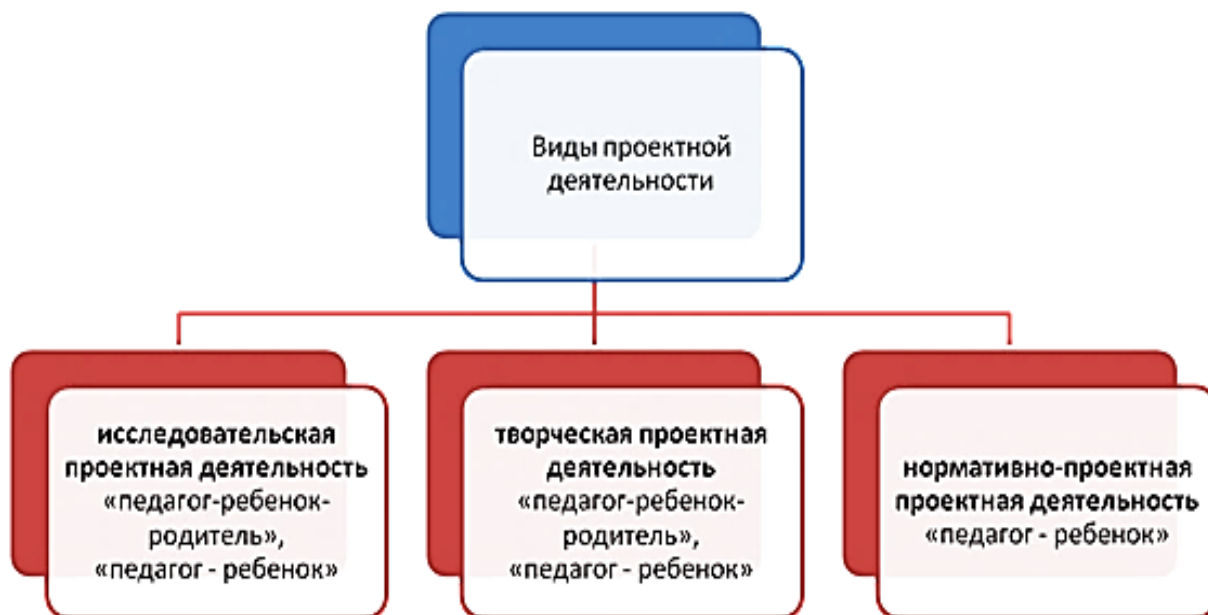 Виды проектной
деятельности
исследовательская
проектная деятельность
«педагог-ребенок-
родитель»,
«педагог - ребенок»
творческая проектная
деятельность
«педагог-ребенок-
родитель»,
«педагог - ребенок»
нормативно-проектная
проектная деятельность
«педагог - ребенок»